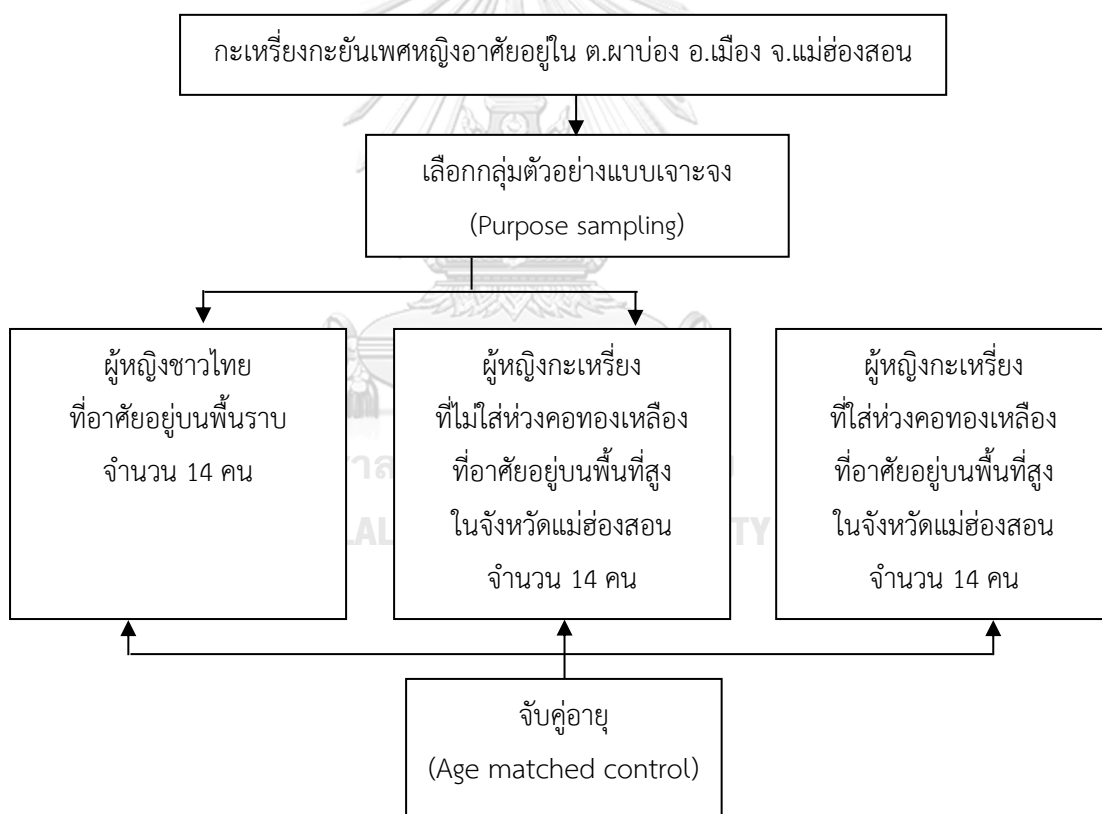 กะเหรี่ยงกะยันเพศหญิงอาศัยอยู่ใน ต.ผาบ่อง อ.เมือง จ.แม่ฮ่องสอน
เลือกกลุ่มตัวอย่างแบบเจาะจง
(Purpose sampling)
ผู้หญิงชาวไทย
ที่อาศัยอยู่บนพื้นราบ
จำนวน 14 คน
ผู้หญิงกะเหรี่ยง
ที่ไม่ใส่ห่วงคอทองเหลือง
ที่อาศัยอยู่บนพื้นที่สูง
ในจังหวัดแม่ฮ่องสอน
จำนวน 14 คน
ผู้หญิงกะเหรี่ยง
ที่ใส่ห่วงคอทองเหลือง
ที่อาศัยอยู่บนพื้นที่สูง
ในจังหวัดแม่ฮ่องสอน
จำนวน 14 คน
จับคู่อายุ
(Age matched control)